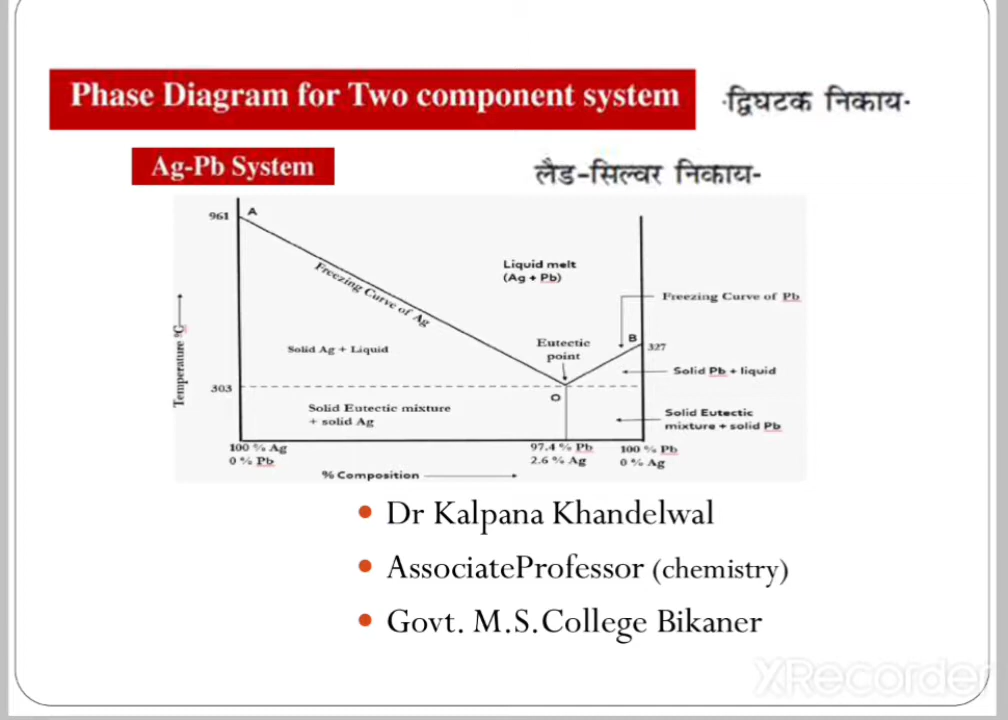 Phase Diagram for Two component system
·द्विघटक निकाय·
Ag-Pb System
लैड-सिल्वर निकाय-
961
A
Freezing Curve of Ag
Liquid melt
(Ag + Pb)
Freezing Curve of Pb
Temperature °C
Solid Ag + Liquid
Eutectic
point
B
327
Solid Pb + liquid
303
O
Solid Eutectic mixture
+ solid Ag
Solid Eutectic
mixture + solid Pb
100 % Ag
0 % Pb
97.4 % Pb
2.6 % Ag
100 % Pb
0 % Ag
% Composition
Dr Kalpana Khandelwal
AssociateProfessor (chemistry)
Govt. M.S.College Bikaner
XRecorder